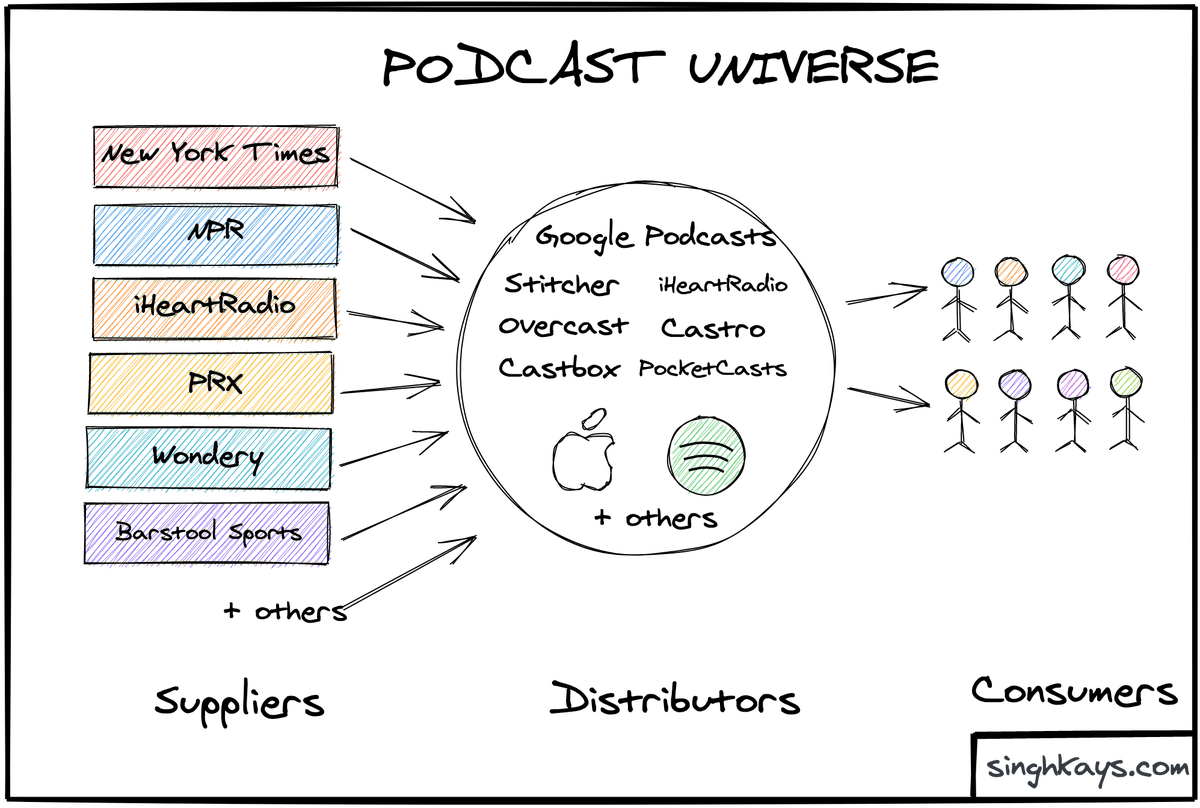 PODCAST UNIVERSE
New York Times
NPR
iHeartRadio
PRX
Wondery
Barstool Sports
+ others
Suppliers
Google Podcasts
Stitcher iHeartRadio
Overcast Castro
Castbox PocketCasts
+ others
Distributors
Consumers
singhkays.com